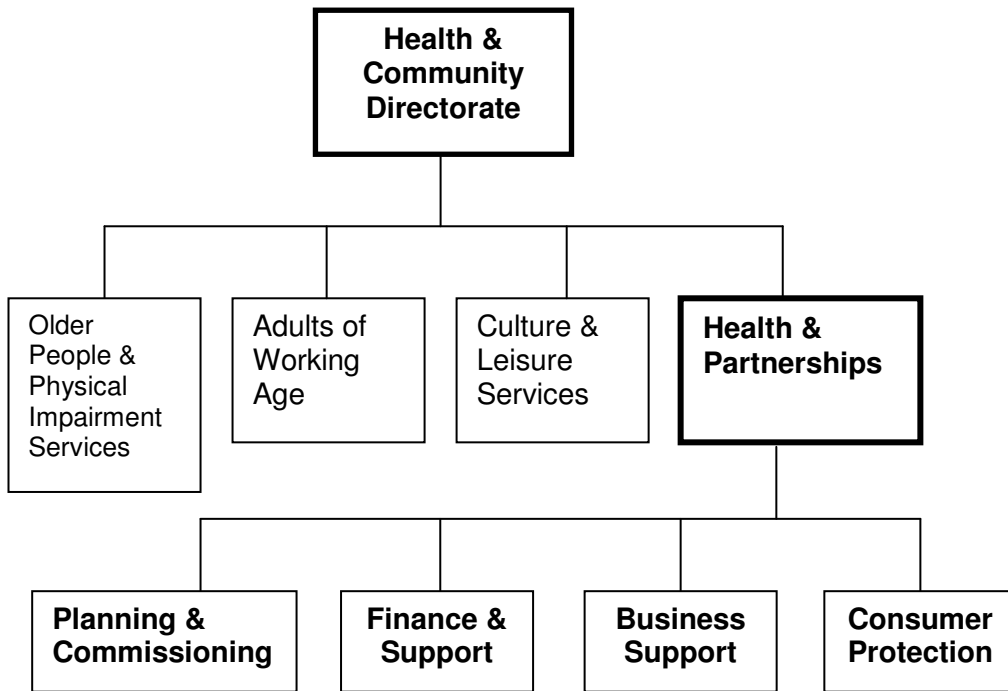 Health &
Community
Directorate
Older
People &
Physical
Impairment
Services
Adults of
Working
Age
Culture &
Leisure
Services
Health &
Partnerships
Planning &
Commissioning
Finance &
Support
Business
Support
Consumer
Protection